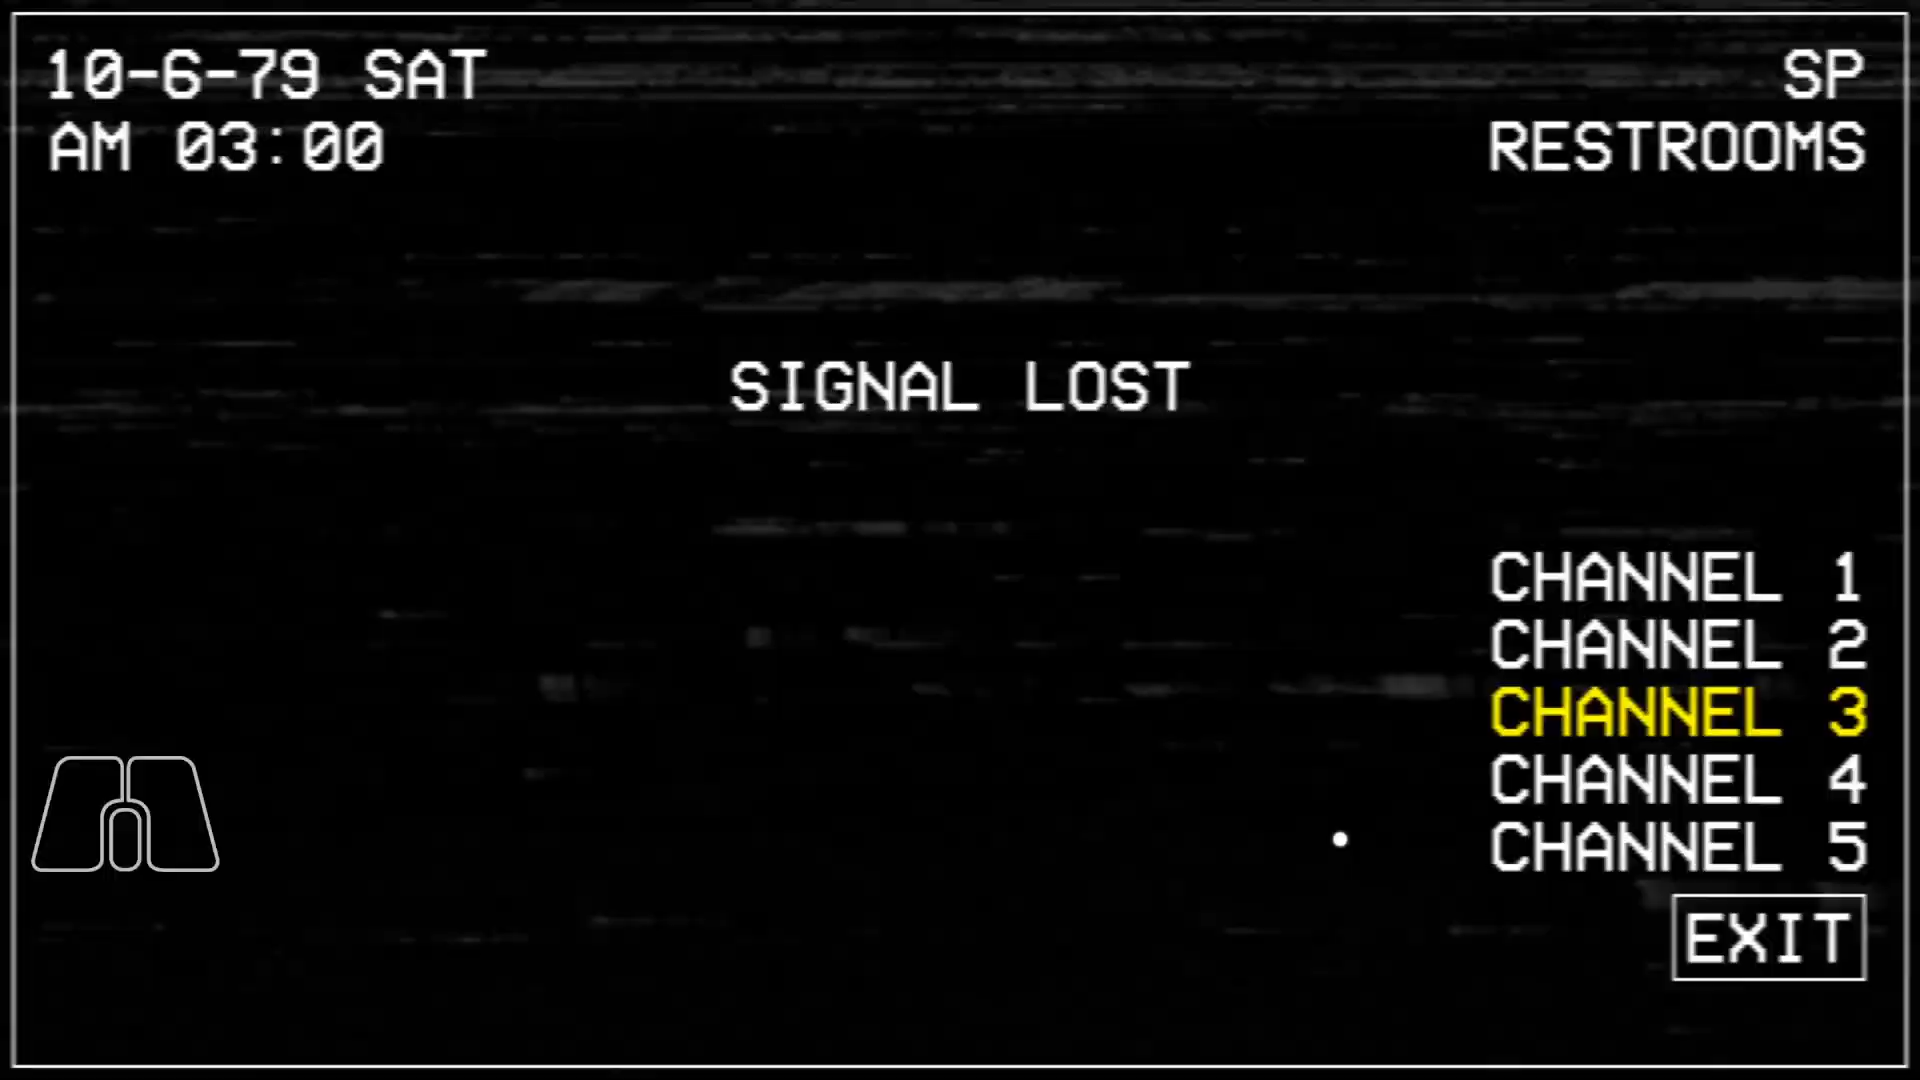 10-6-79 SAT
AM 03:00
SP
RESTROOMS
SIGNAL LOST
CHANNEL 1
CHANNEL 2
CHANNEL 3
CHANNEL 4
CHANNEL 5
EXIT